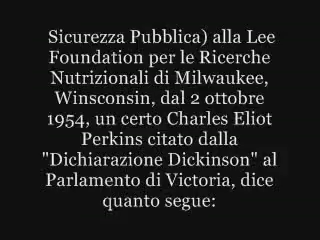 Sicurezza Pubblica) alla Lee
Foundation per le Ricerche
Nutrizionali di Milwaukee,
Winsconsin, dal 2 ottobre
1954, un certo Charles Eliot
Perkins citato dalla
"Dichiarazione Dickinson" al
Parlamento di Victoria, dice
quanto segue: